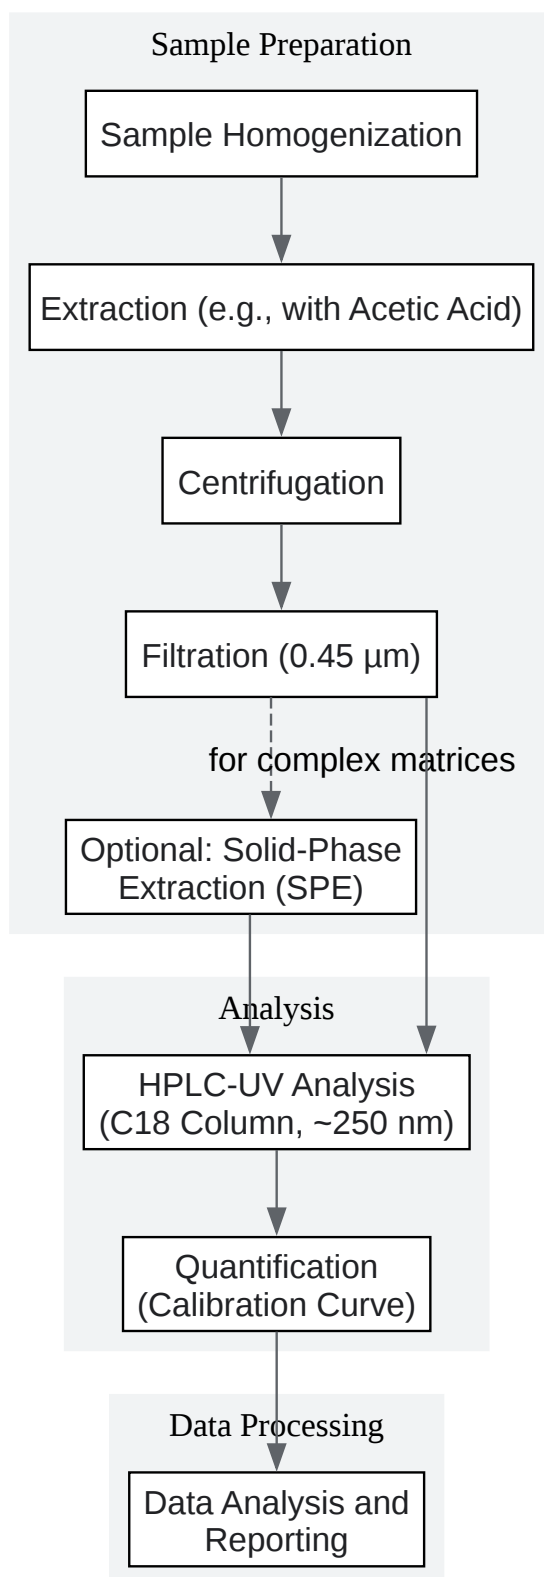 Sample Preparation
Sample Homogenization
Extraction (e.g., with Acetic Acid)
Centrifugation
Filtration (0.45 µm)
for complex matrices
Optional: Solid-Phase
Extraction (SPE)
Analysis
HPLC-UV Analysis
(C18 Column, ~250 nm)
Quantification
(Calibration Curve)
Data Processing
Data Analysis and
Reporting